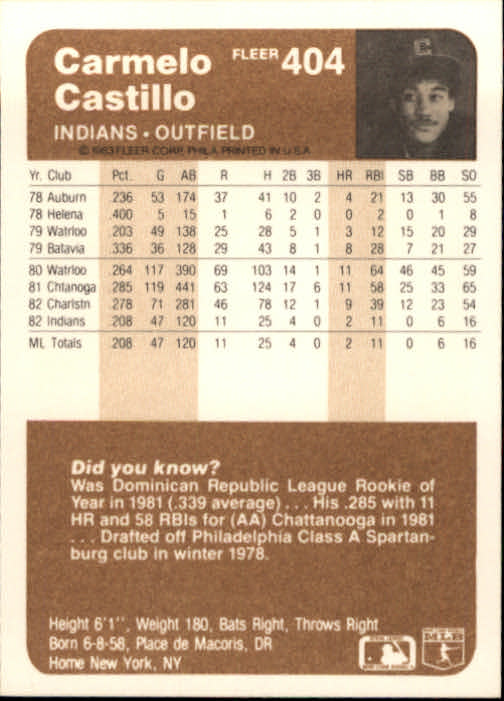 Carmelo
Castillo
FLEER 404
INDIANS • OUTFIELD
© 1983 FLEER CORP. PHILA PRINTED IN U.S.A
Yr. Club Pct. G AB R H 2B 3B HR RBI SB BB SO
78 Auburn .236 53 174 37 41 10 2 4 21 13 30 55
78 Helena .400 5 15 1 6 2 0 0 2 0 1 8
79 Watrloo .203 49 138 25 28 5 1 3 12 15 20 29
79 Batavia .336 36 128 29 43 8 1 8 28 7 21 27
80 Watrloo .264 117 390 69 103 14 1 11 64 46 45 59
81 Chtanoga .285 119 441 63 124 17 6 11 58 25 33 65
82 Charlstn .278 71 281 46 78 12 1 9 39 12 23 54
82 Indians .208 47 120 11 25 4 0 2 11 0 6 16
ML Totals .208 47 120 11 25 4 0 2 11 0 6 16
Did you know?
Was Dominican Republic League Rookie of
Year in 1981 (.339 average) . . . His .285 with 11
HR and 58 RBIs for (AA) Chattanooga in 1981
. . . Drafted off Philadelphia Class A Spartan-
burg club in winter 1978.
Height 6'1", Weight 180, Bats Right, Throws Right
Born 6-8-58, Place de Macoris, DR
Home New York, NY
MLB